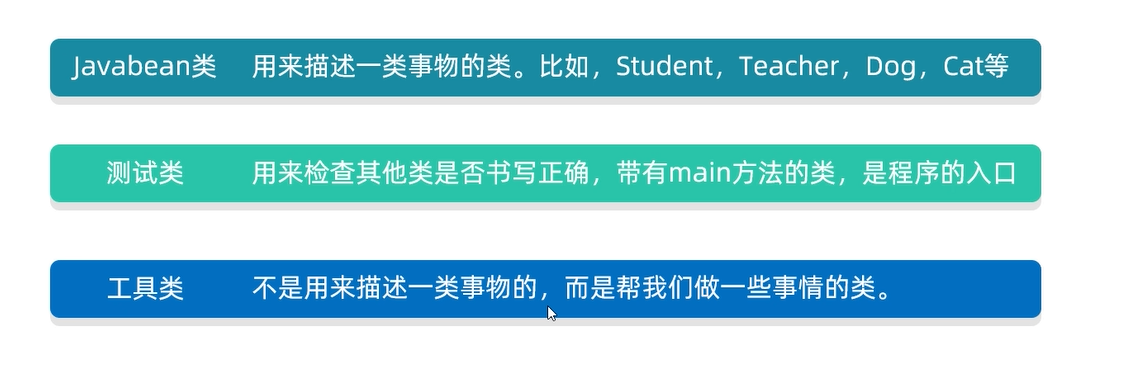 Javabean类 用来描述一类事物的类。比如，Student，Teacher，Dog，Cat等
测试类 用来检查其他类是否书写正确，带有main方法的类，是程序的入口
工具类 不是用来描述一类事物的，而是帮我们做一些事情的类。